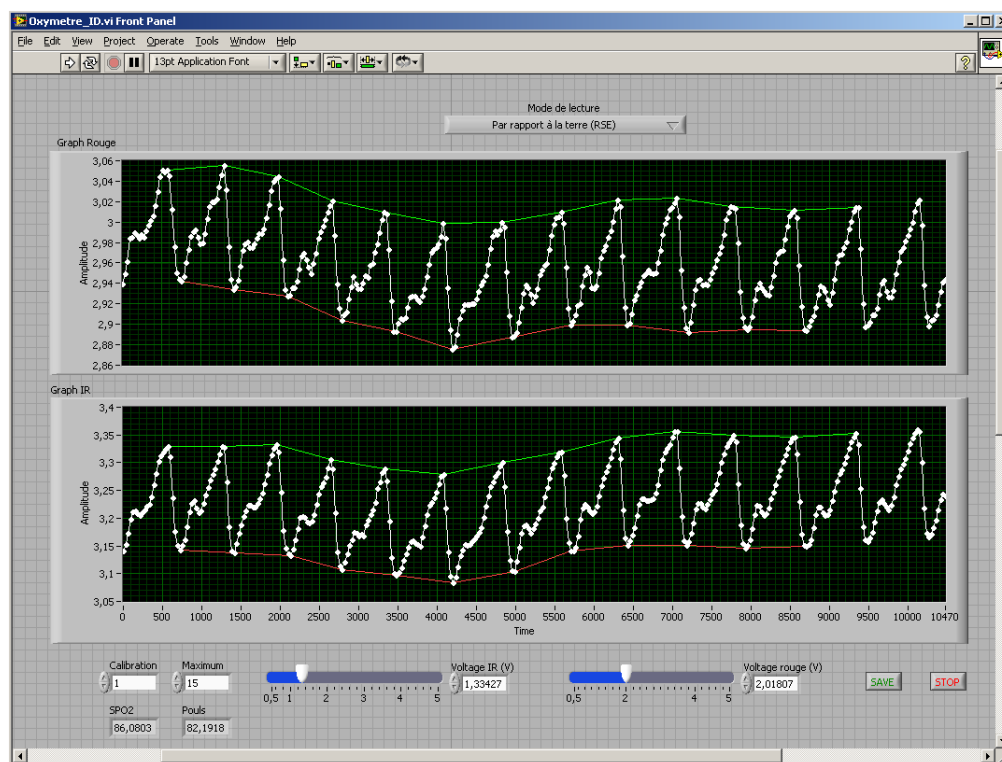 Oxymetre_ID.vi Front Panel
File Edit View Project Operate Tools Window Help
13pt Application Font
Mode de lecture
Par rapport à la terre (RSE)
Graph Rouge
3,06
3,04
3,02
3
2,98
2,96
2,94
2,92
2,9
2,88
2,86
Amplitude
Graph IR
3,4
3,35
3,3
3,25
3,2
3,15
3,1
3,05
Amplitude
0 500 1000 1500 2000 2500 3000 3500 4000 4500 5000 5500 6000 6500 7000 7500 8000 8500 9000 9500 10000 10470
Time
Calibration Maximum Voltage IR (V) Voltage rouge (V)
1 15 1,33427 2,01807 SAVE STOP
0,5 1 2 3 4 5 0,5 2 3 4 5
SPO2 Pouls
86,0803 82,1918